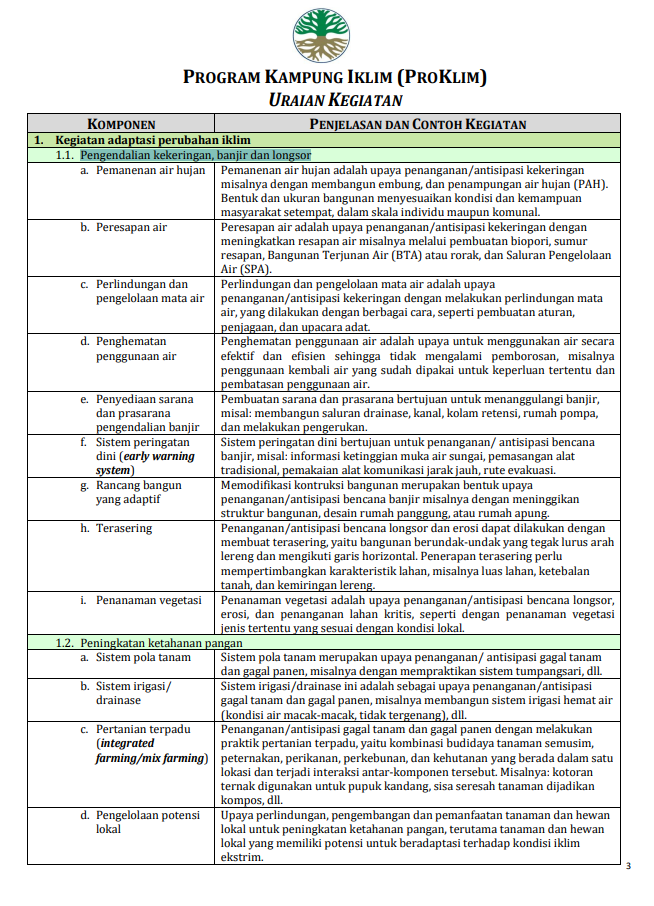 PROGRAM KAMPUNG IKLIM (PROKLIM)
URAIAN KEGIATAN
KOMPONEN
PENJELASAN DAN CONTOH KEGIATAN
1. Kegiatan adaptasi perubahan iklim
1.1. Pengendalian kekeringan, banjir dan longsor
a. Pemanenan air hujan
Pemanenan air hujan adalah upaya penanganan/antisipasi kekeringan
misalnya dengan membangun embung, dan penampungan air hujan (PAH).
Bentuk dan ukuran bangunan menyesuaikan kondisi dan kemampuan
masyarakat setempat, dalam skala individu maupun komunal.
b. Peresapan air
Peresapan air adalah upaya penanganan/antisipasi kekeringan dengan
meningkatkan resapan air misalnya melalui pembuatan biopori, sumur
resapan, Bangunan Terjunan Air (BTA) atau rorak, dan Saluran Pengelolaan
Air (SPA).
c. Perlindungan dan
pengelolaan mata air
Perlindungan dan pengelolaan mata air adalah upaya
penanganan/antisipasi kekeringan dengan melakukan perlindungan mata
air, yang dilakukan dengan berbagai cara, seperti pembuatan aturan,
penjagaan, dan upacara adat.
d. Penghematan
penggunaan air
Penghematan penggunaan air adalah upaya untuk menggunakan air secara
efektif dan efisien sehingga tidak mengalami pemborosan, misalnya
penggunaan kembali air yang sudah dipakai untuk keperluan tertentu dan
pembatasan penggunaan air.
e. Penyediaan sarana
dan prasarana
pengendalian banjir
Pembuatan sarana dan prasarana bertujuan untuk menanggulangi banjir,
misal: membangun saluran drainase, kanal, kolam retensi, rumah pompa,
dan melakukan pengerukan.
f. Sistem peringatan
dini (early warning
system)
Sistem peringatan dini bertujuan untuk penanganan/ antisipasi bencana
banjir, misal: informasi ketinggian muka air sungai, pemasangan alat
tradisional, pemakaian alat komunikasi jarak jauh, rute evakuasi.
g. Rancang bangun
yang adaptif
Memodifikasi kontruksi bangunan merupakan bentuk upaya
penanganan/antisipasi bencana banjir misalnya dengan meninggikan
struktur bangunan, desain rumah panggung, atau rumah apung.
h. Terasering
Penanganan/antisipasi bencana longsor dan erosi dapat dilakukan dengan
membuat terasering, yaitu bangunan berundak-undak yang tegak lurus arah
lereng dan mengikuti garis horizontal. Penerapan terasering perlu
mempertimbangkan karakteristik lahan, misalnya luas lahan, ketebalan
tanah, dan kemiringan lereng.
i. Penanaman vegetasi
Penanaman vegetasi adalah upaya penanganan/antisipasi bencana longsor,
erosi, dan penanganan lahan kritis, seperti dengan penanaman vegetasi
jenis tertentu yang sesuai dengan kondisi lokal.
1.2. Peningkatan ketahanan pangan
a. Sistem pola tanam
Sistem pola tanam merupakan upaya penanganan/ antisipasi gagal tanam
dan gagal panen, misalnya dengan mempraktikan sistem tumpangsari, dll.
b. Sistem irigasi/
drainase
Sistem irigasi/drainase ini adalah sebagai upaya penanganan/antisipasi
gagal tanam dan gagal panen, misalnya membangun sistem irigasi hemat air
(kondisi air macak-macak, tidak tergenang), dll.
c. Pertanian terpadu
(integrated
farming/mix farming)
Penanganan/antisipasi gagal tanam dan gagal panen dengan melakukan
praktik pertanian terpadu, yaitu kombinasi budidaya tanaman semusim,
peternakan, perikanan, perkebunan, dan kehutanan yang berada dalam satu
lokasi dan terjadi interaksi antar-komponen tersebut. Misalnya: kotoran
ternak digunakan untuk pupuk kandang, sisa seresah tanaman dijadikan
kompos, dll.
d. Pengelolaan potensi
lokal
Upaya perlindungan, pengembangan dan pemanfaatan tanaman dan hewan
lokal untuk peningkatan ketahanan pangan, terutama tanaman dan hewan
lokal yang memiliki potensi untuk beradaptasi terhadap kondisi iklim
ekstrim.
3